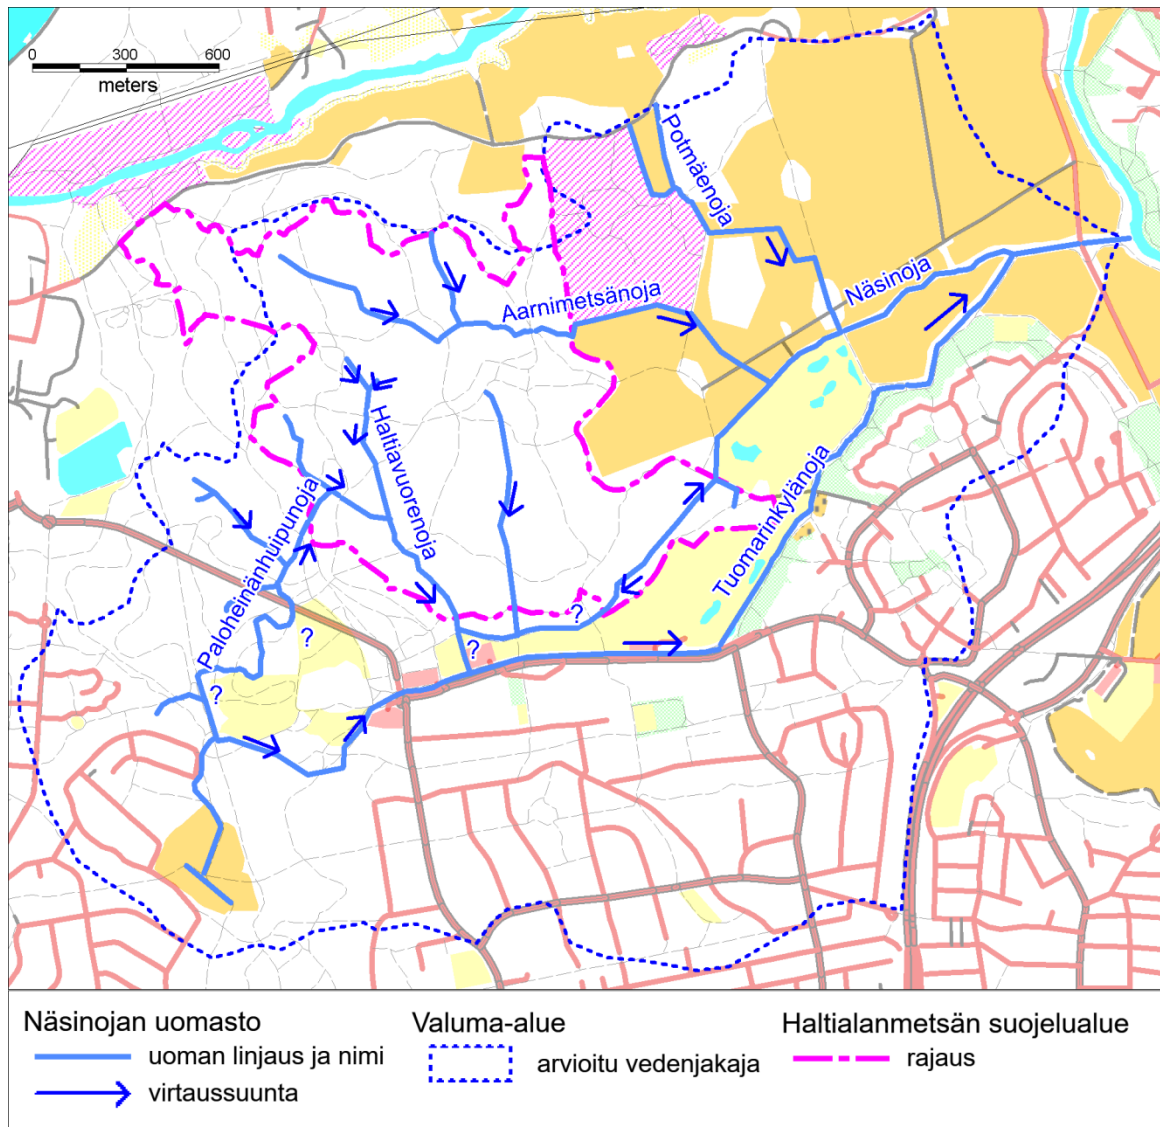 0 300 600
meters
Potmäenoja
Näsinoja
Aarnimetsänoja
Haltiavuorenoja
Paloheinänhuipunoja
Tuomarinkylänoja
?
?
?
?
Näsinojan uomasto
uoman linjaus ja nimi
virtaussuunta
Valuma-alue
arvioitu vedenjakaja
Haltialanmetsän suojelualue
rajaus